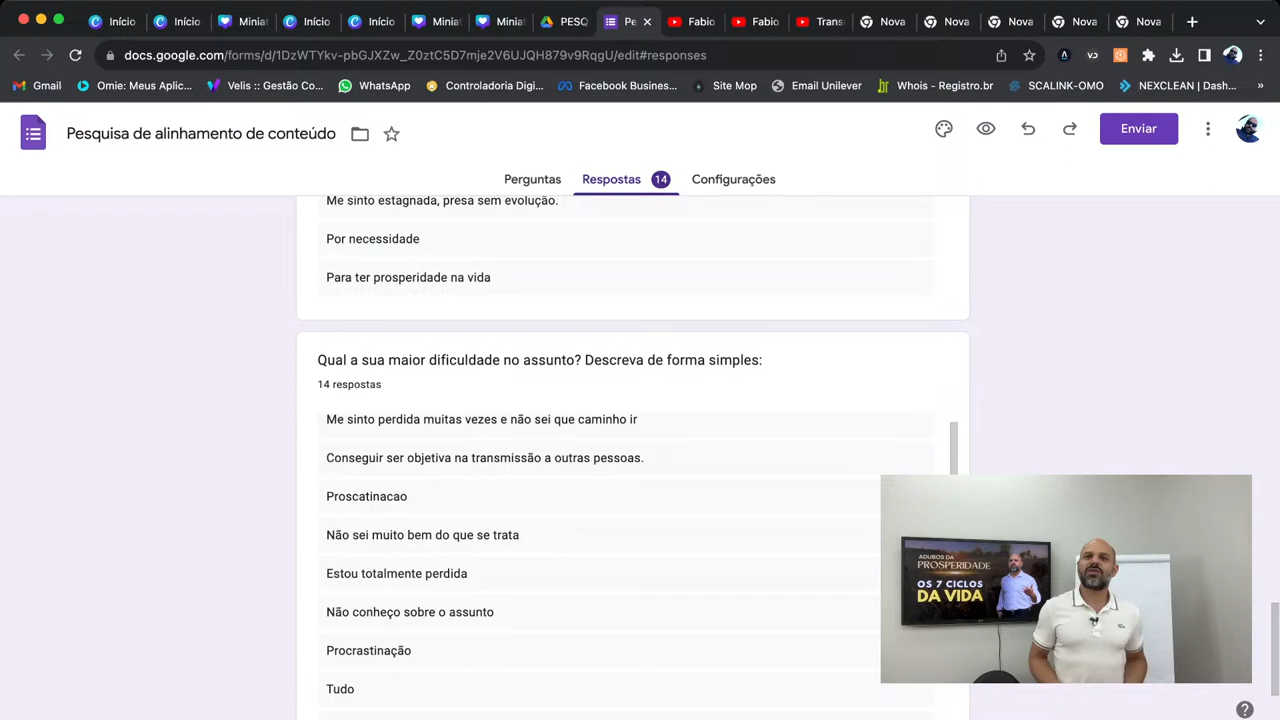 Início
Início
Miniat
Início
Início
Miniat
Miniat
PESQ
Pe
Fabio
Fabio
Trans
Nova
Nova
Nova
Nova
Nova
docs.google.com/forms/d/1DzWTYkv-pbGJXZw_Z0ztC5D7mje2V6UJQH879v9RqgU/edit#responses
Gmail
Omie: Meus Aplic...
Velis :: Gestão Co...
WhatsApp
Controladoria Digi...
Facebook Business...
Site Mop
Email Unilever
Whois - Registro.br
SCALINK-OMO
NEXCLEAN | Dash...
»
Pesquisa de alinhamento de conteúdo
Enviar
Perguntas
Respostas 14
Configurações
Me sinto estagnada, presa sem evolução.
Por necessidade
Para ter prosperidade na vida
Qual a sua maior dificuldade no assunto? Descreva de forma simples:
14 respostas
Me sinto perdida muitas vezes e não sei que caminho ir
Conseguir ser objetiva na transmissão a outras pessoas.
Proscatinacao
Não sei muito bem do que se trata
Estou totalmente perdida
Não conheço sobre o assunto
Procrastinação
Tudo
ADUBOS DA
PROSPERIDADE
OS 7 CICLOS
DA VIDA